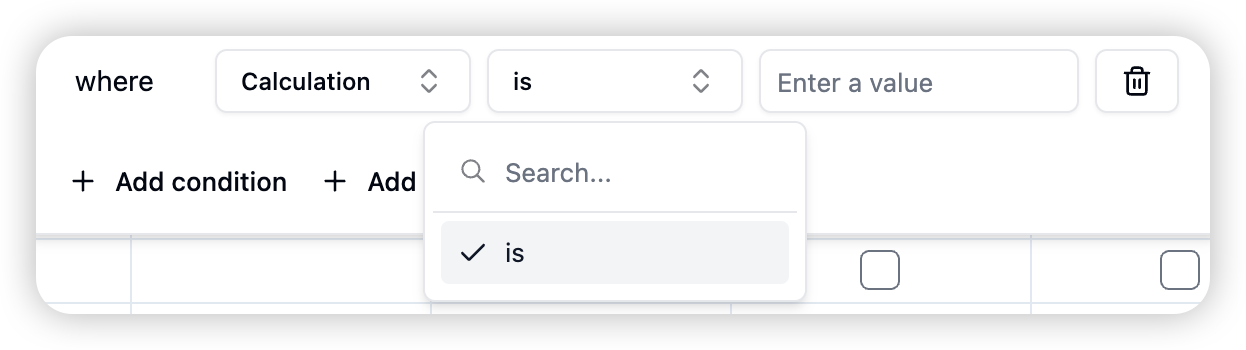 where Calculation is Enter a value
Search...
Add condition Add
is